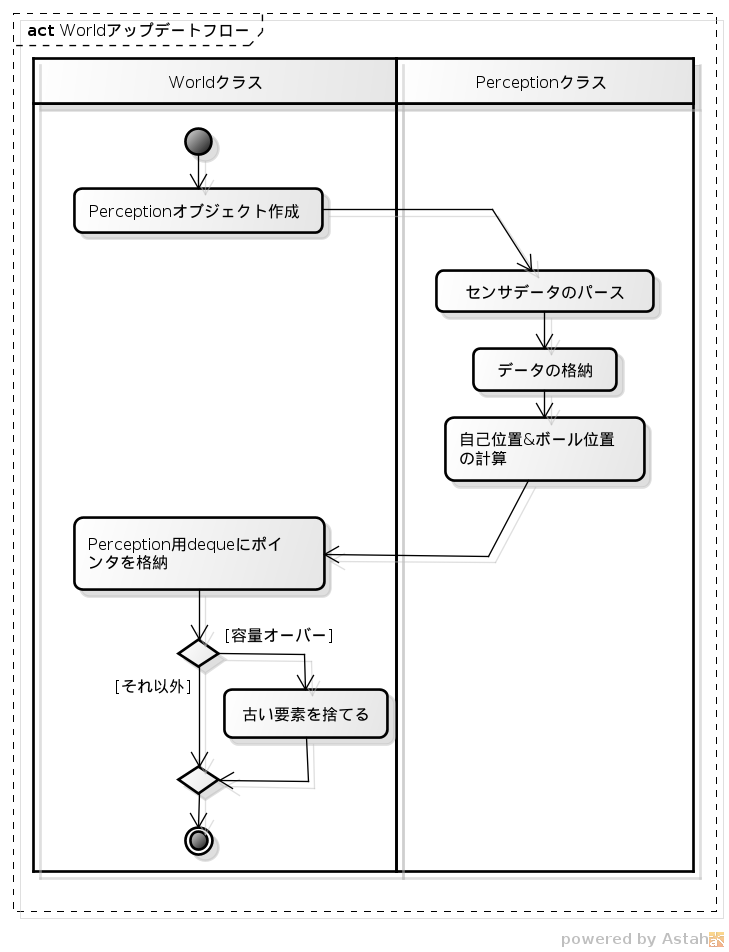 act Worldアップデートフロー
Worldクラス
Perceptionクラス
Perceptionオブジェクト作成
センサデータのパース
データの格納
自己位置&ボール位置
の計算
Perception用dequeにポイ
ンタを格納
[容量オーバー]
[それ以外]
古い要素を捨てる
powered by Astah